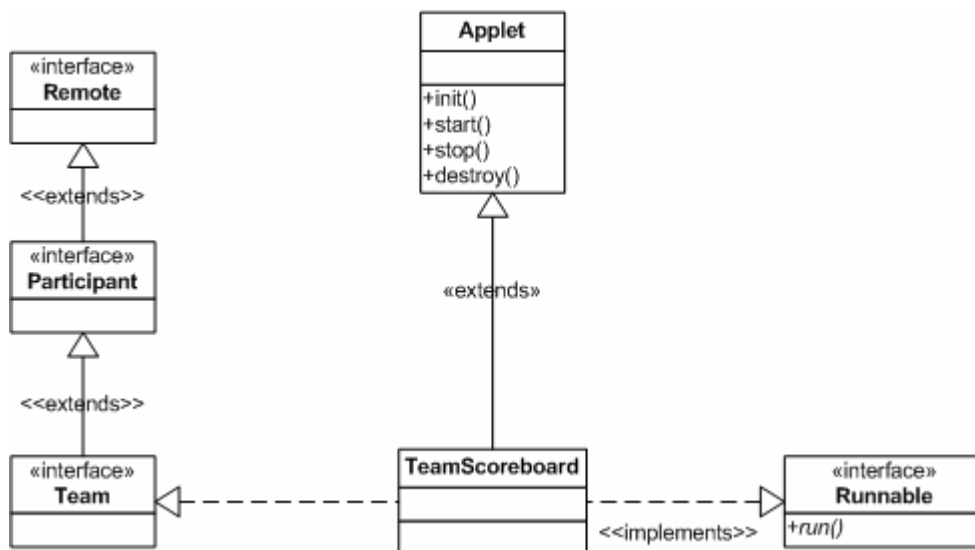 Applet
+init()
+start()
+stop()
+destroy()
«interface»
Remote
<<extends>>
«interface»
Participant
«extends»
<<extends>>
«interface»
Team
TeamScoreboard
<<implements>>
«interface»
Runnable
+run()